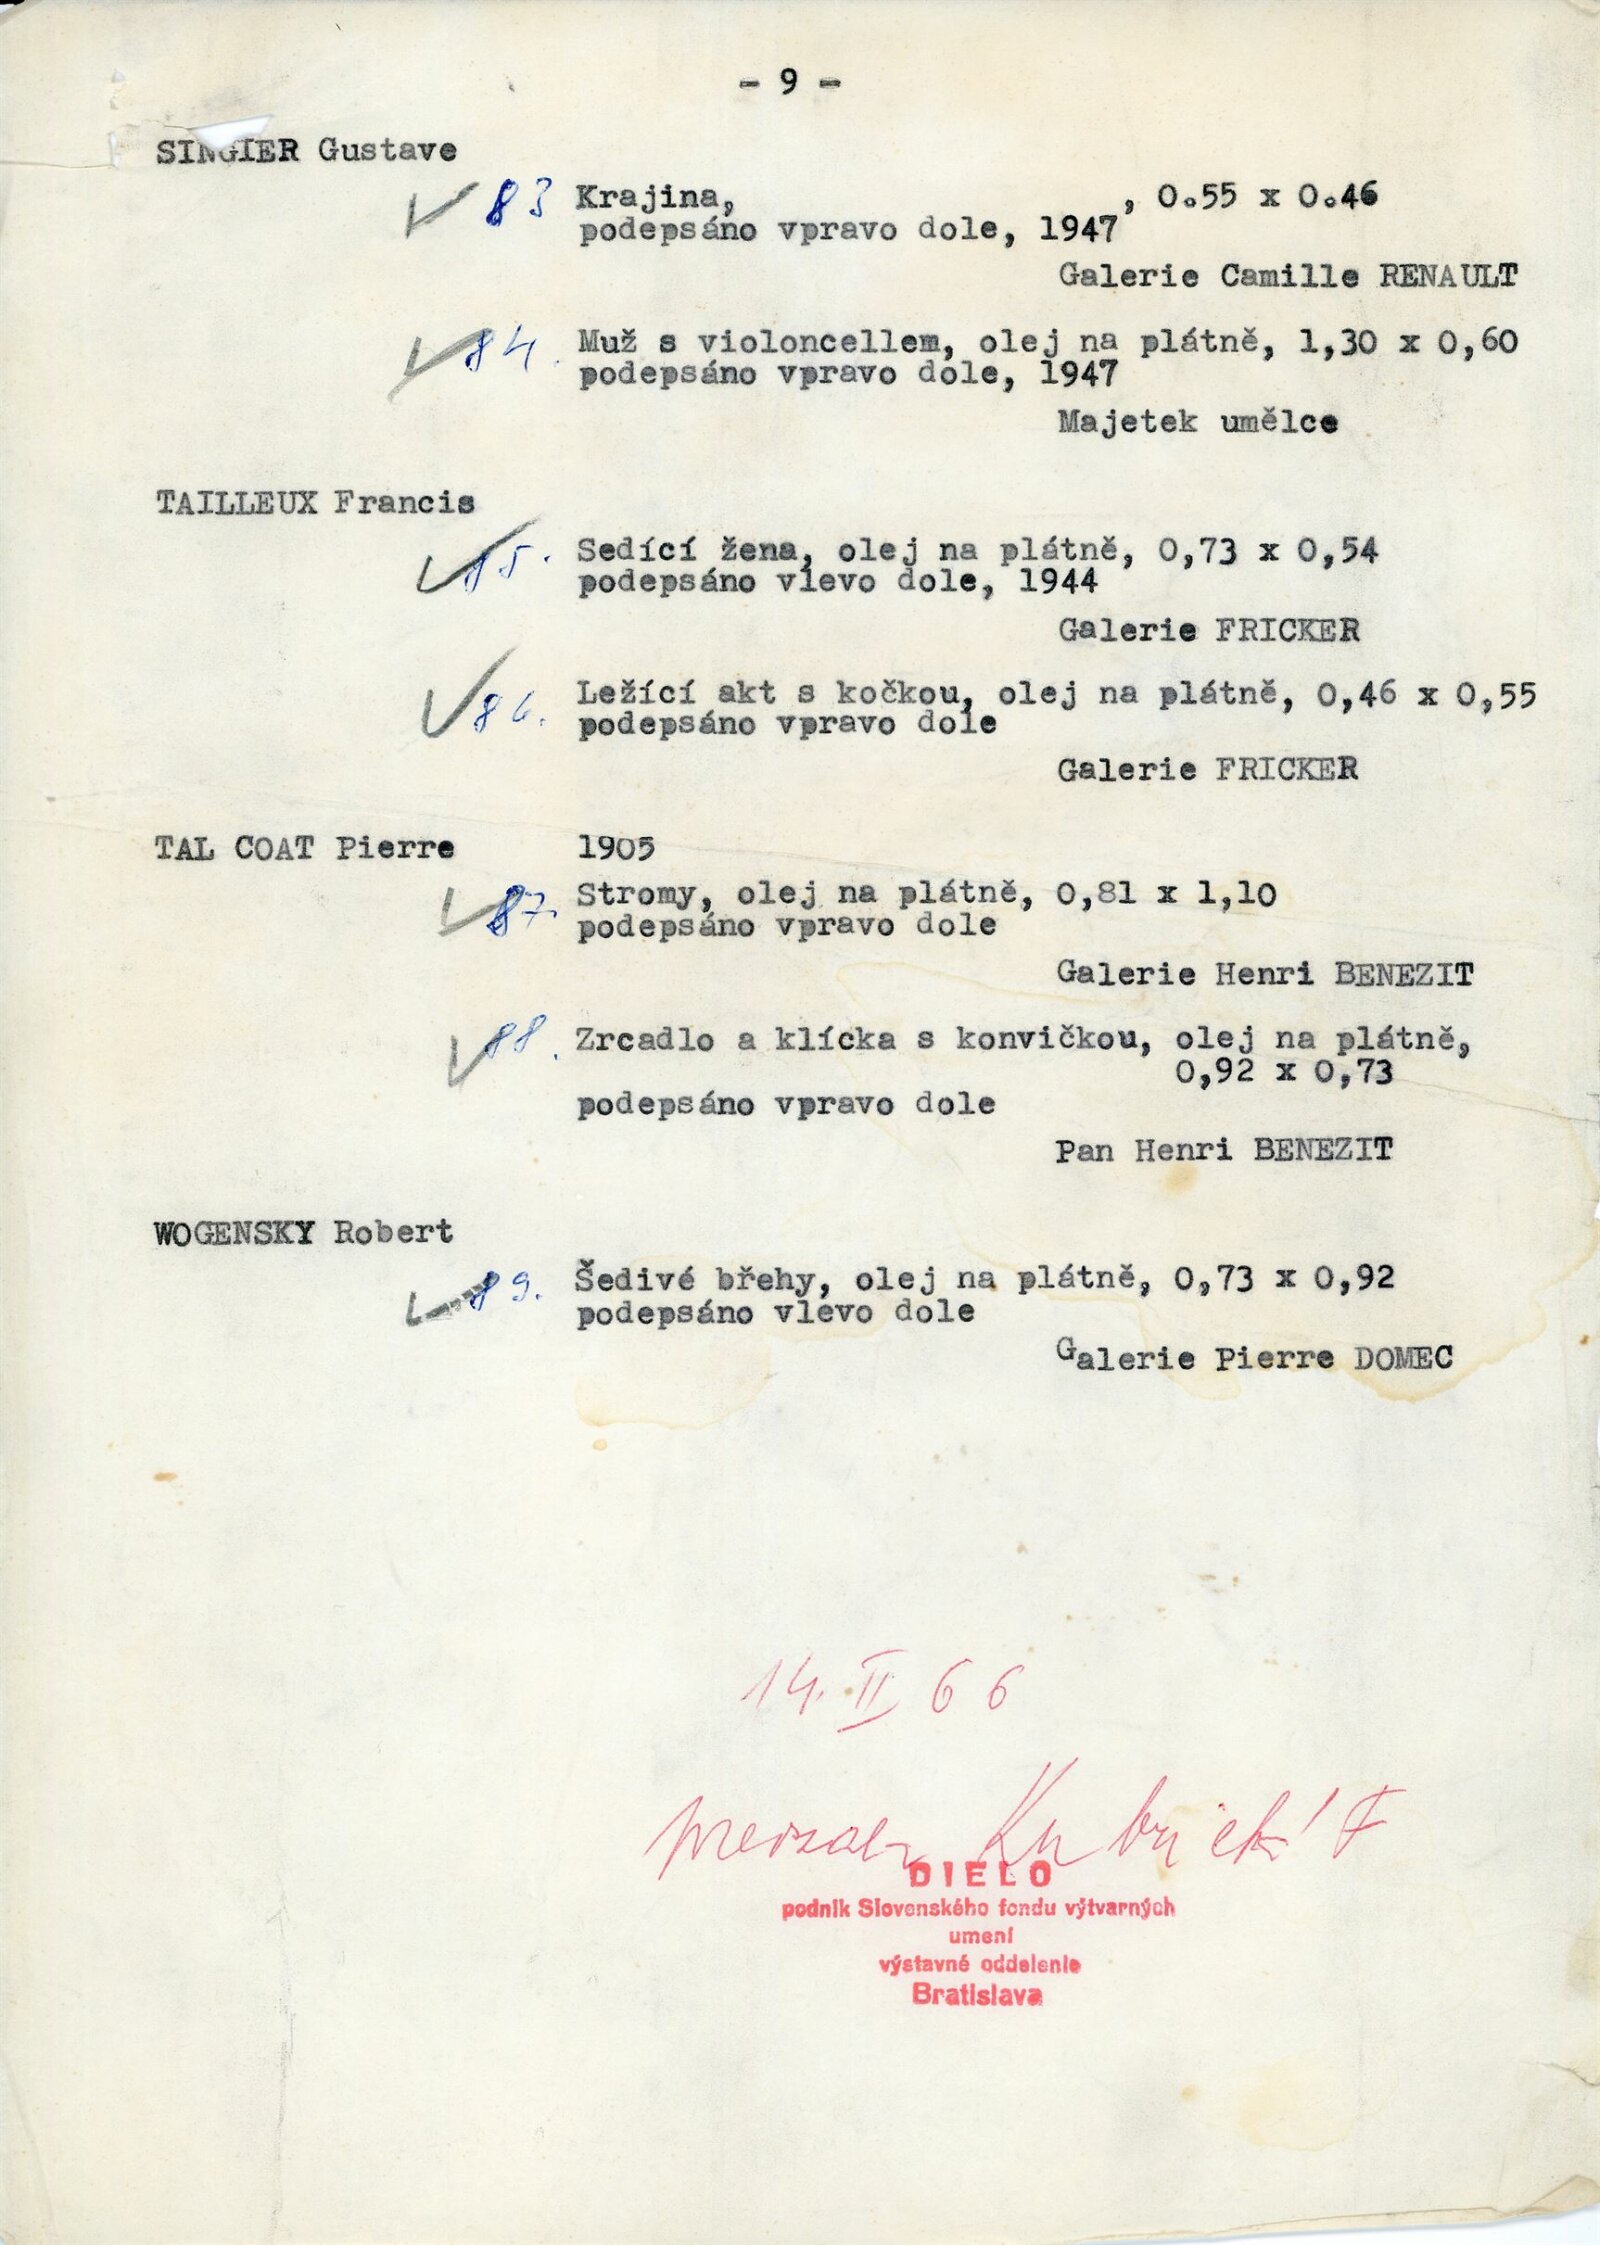 - 9 -
SINGIER Gustave
83 Krajina, , 0.55 x 0.46
podepsáno vpravo dole, 1947
Galerie Camille RENAULT
84. Muž s violoncellem, olej na plátně, 1,30 x 0,60
podepsáno vpravo dole, 1947
Majetek umělce
TAILLEUX Francis
85. Sedící žena, olej na plátně, 0,73 x 0,54
podepsáno vlevo dole, 1944
Galerie FRICKER
86. Ležící akt s kočkou, olej na plátně, 0,46 x 0,55
podepsáno vpravo dole
Galerie FRICKER
TAL COAT Pierre 1905
87. Stromy, olej na plátně, 0,81 x 1,10
podepsáno vpravo dole
Galerie Henri BENEZIT
88. Zrcadlo a klícka s konvičkou, olej na plátně,
0,92 x 0,73
podepsáno vpravo dole
Pan Henri BENEZIT
WOGENSKY Robert
89. Šedivé břehy, olej na plátně, 0,73 x 0,92
podepsáno vlevo dole
Galerie Pierre DOMEC
14. II 66
DIELO
podnik Slovenského fondu výtvarných
umení
výstavné oddelenie
Bratislava